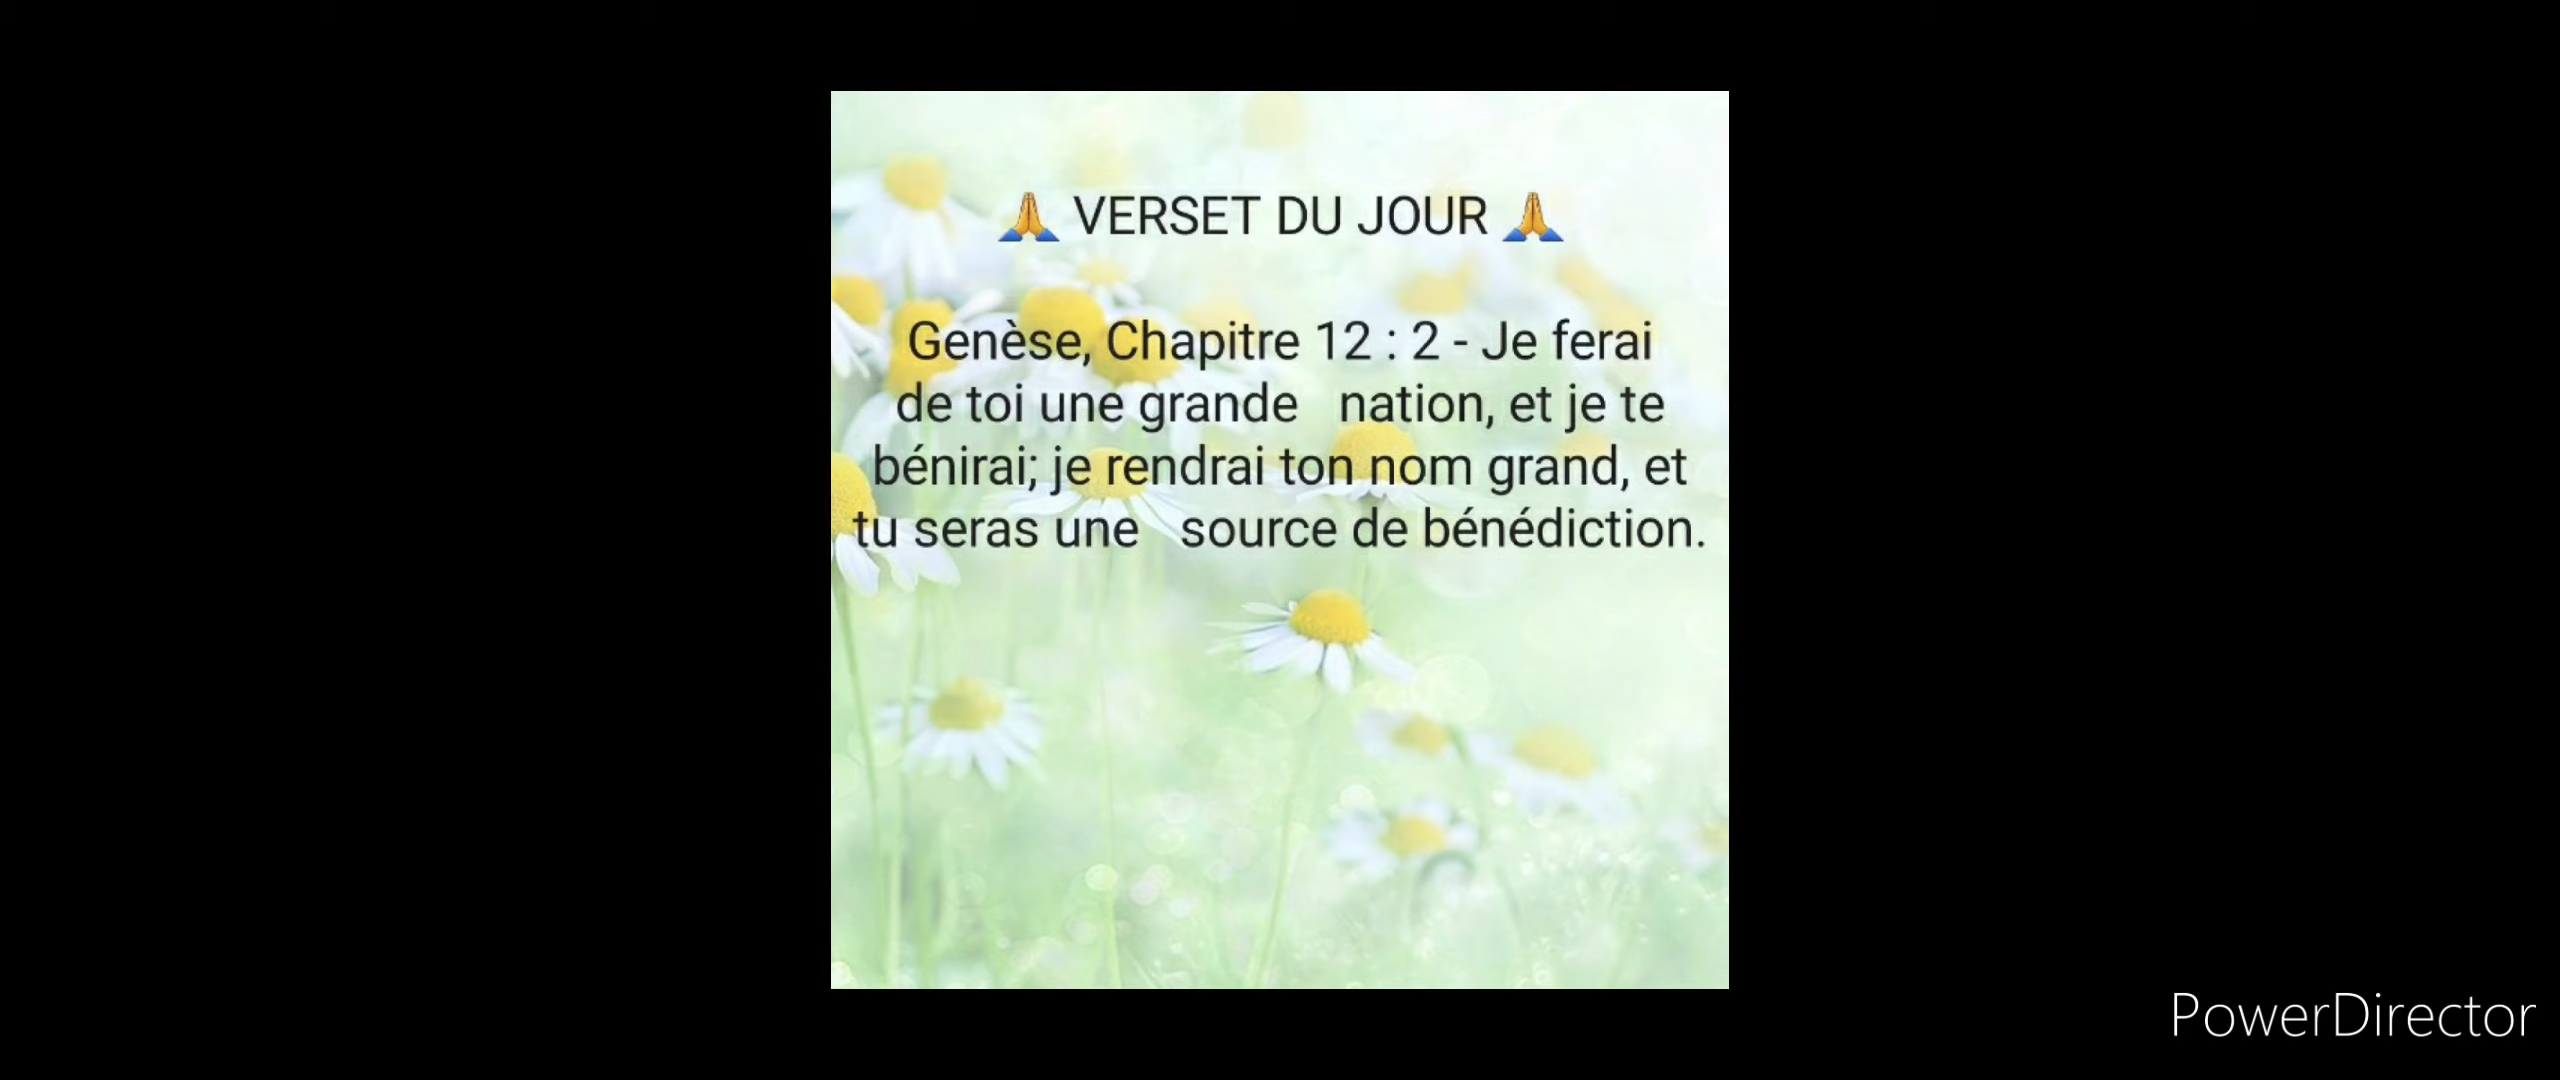 🙏 VERSET DU JOUR 🙏
Genèse, Chapitre 12 : 2 - Je ferai
de toi une grande   nation, et je te
bénirai; je rendrai ton nom grand, et
tu seras une   source de bénédiction.
PowerDirector